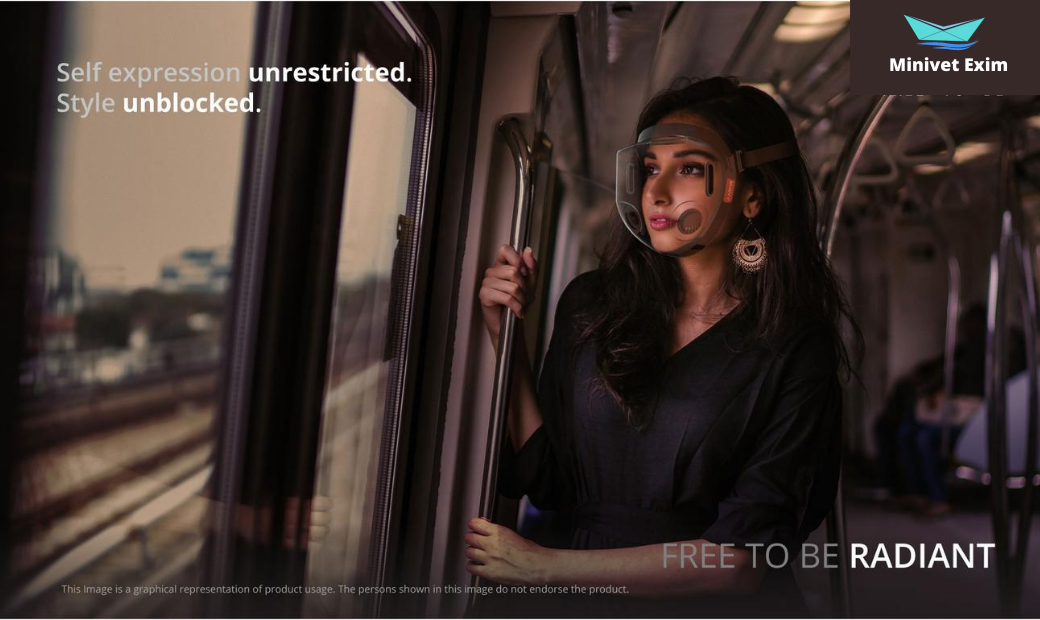 Self expression unrestricted.
Style unblocked.
Minivet Exim
FREE TO BE RADIANT
This Image is a graphical representation of product usage. The persons shown in this image do not endorse the product.